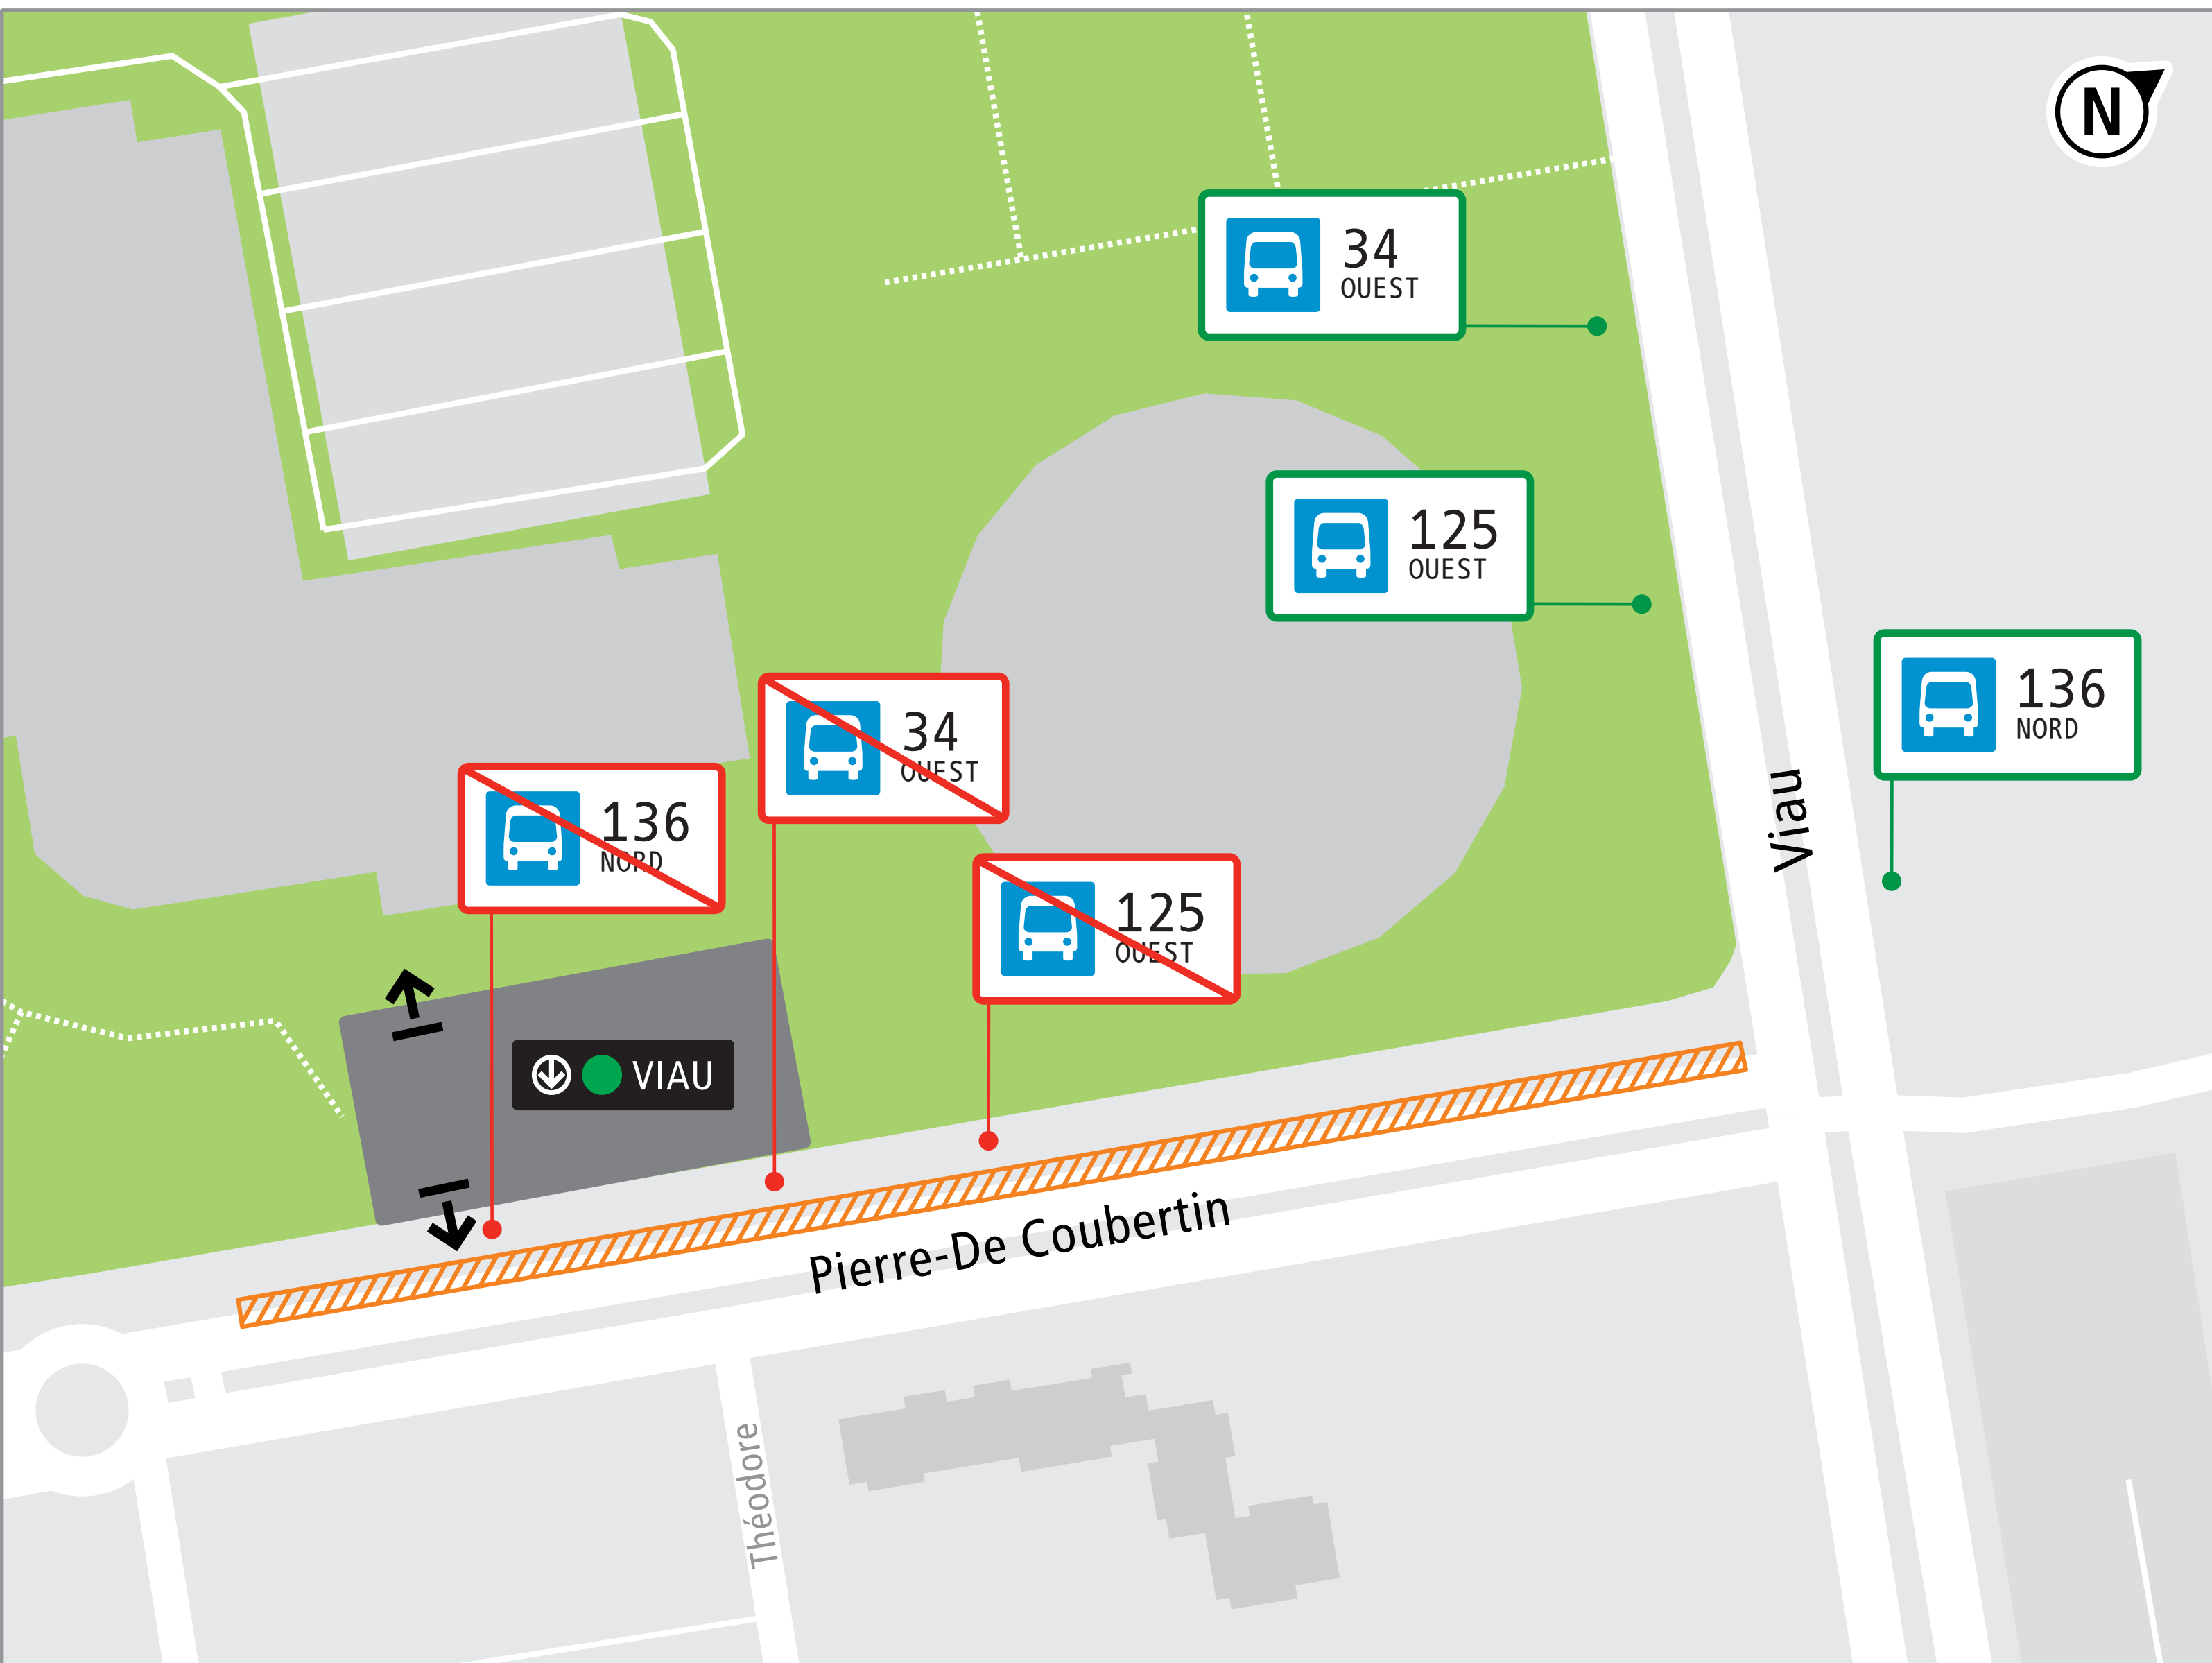 N
34
OUEST
125
OUEST
136
NORD
34
OUEST
136
NORD
125
OUEST
Viau
VIAU
Pierre-De Coubertin
Théodore